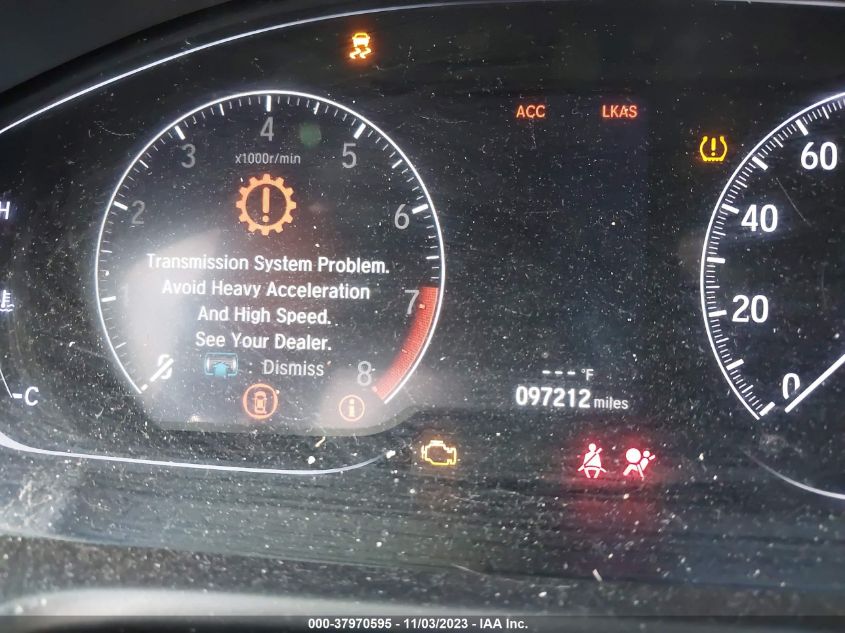 ACC LKAS
x1000r/min
1 2 3 4 5 6 7 8
Transmission System Problem.
Avoid Heavy Acceleration
And High Speed.
See Your Dealer.
: Dismiss
H
-C
---°F
097212 miles
0 20 40 60
000-37970595 - 11/03/2023 - IAA Inc.